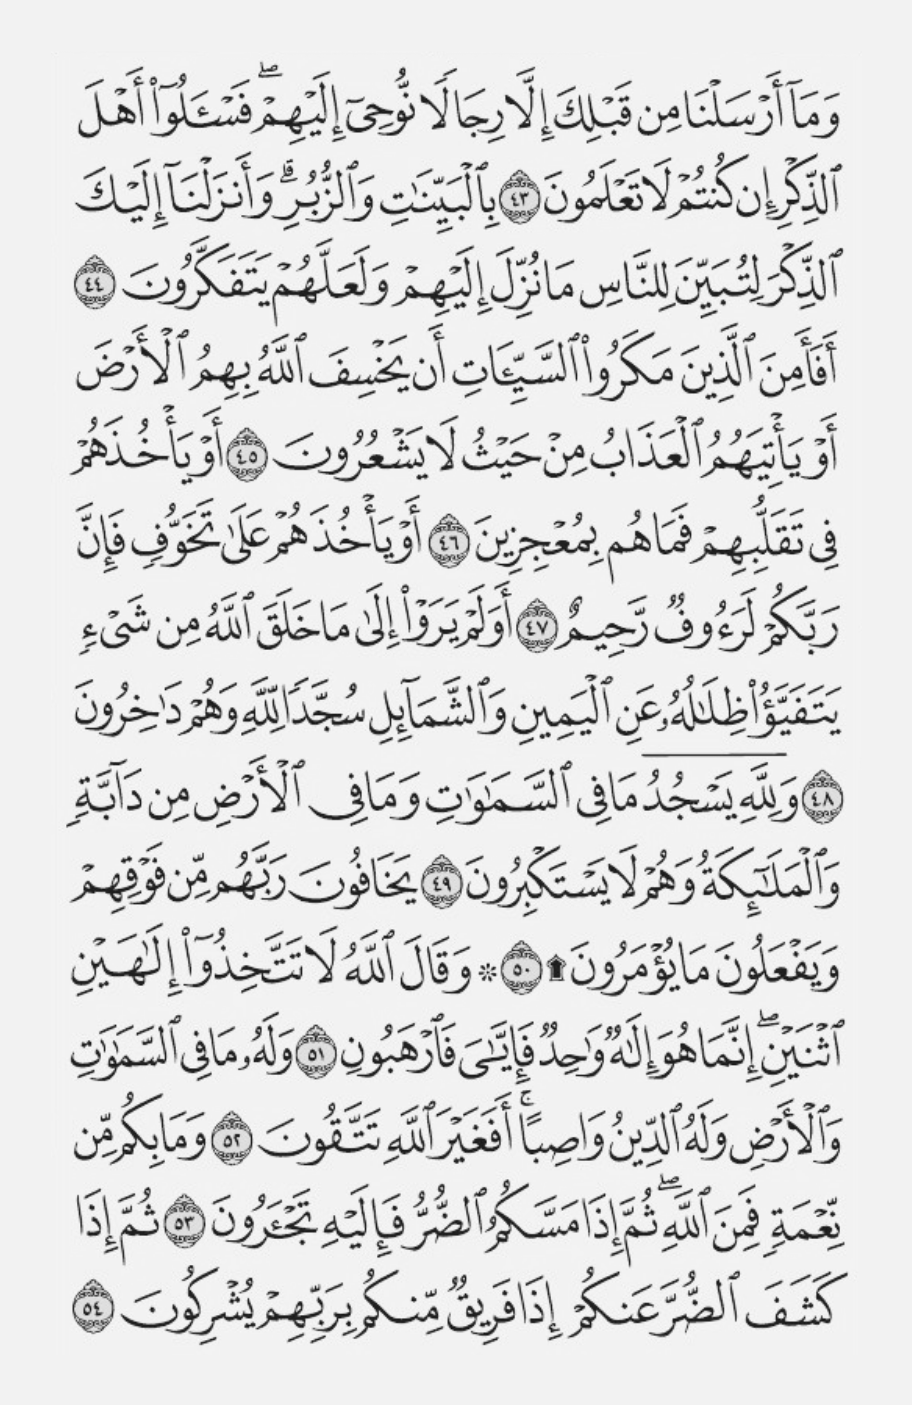 وَمَآ أَرۡسَلۡنَا مِن قَبۡلِكَ إِلَّا رِجَالًا نُّوحِيٓ إِلَيۡهِمۡۖ فَسۡـَٔلُوٓاْ أَهۡلَ
ٱلذِّكۡرِ إِن كُنتُمۡ لَا تَعۡلَمُونَ ٤٣ بِٱلۡبَيِّنَٰتِ وَٱلزُّبُرِۗ وَأَنزَلۡنَآ إِلَيۡكَ
ٱلذِّكۡرَ لِتُبَيِّنَ لِلنَّاسِ مَا نُزِّلَ إِلَيۡهِمۡ وَلَعَلَّهُمۡ يَتَفَكَّرُونَ ٤٤
أَفَأَمِنَ ٱلَّذِينَ مَكَرُواْ ٱلسَّيِّـَٔاتِ أَن يَخۡسِفَ ٱللَّهُ بِهِمُ ٱلۡأَرۡضَ
أَوۡ يَأۡتِيَهُمُ ٱلۡعَذَابُ مِنۡ حَيۡثُ لَا يَشۡعُرُونَ ٤٥ أَوۡ يَأۡخُذَهُمۡ
فِي تَقَلُّبِهِمۡ فَمَا هُم بِمُعۡجِزِينَ ٤٦ أَوۡ يَأۡخُذَهُمۡ عَلَىٰ تَخَوُّفٖ فَإِنَّ
رَبَّكُمۡ لَرَءُوفٞ رَّحِيمٌ ٤٧ أَوَلَمۡ يَرَوۡاْ إِلَىٰ مَا خَلَقَ ٱللَّهُ مِن شَيۡءٖ
يَتَفَيَّؤُاْ ظِلَٰلُهُۥ عَنِ ٱلۡيَمِينِ وَٱلشَّمَآئِلِ سُجَّدٗا لِّلَّهِ وَهُمۡ دَٰخِرُونَ
٤٨ وَلِلَّهِۤ يَسۡجُدُۤ مَا فِي ٱلسَّمَٰوَٰتِ وَمَا فِي ٱلۡأَرۡضِ مِن دَآبَّةٖ
وَٱلۡمَلَٰٓئِكَةُ وَهُمۡ لَا يَسۡتَكۡبِرُونَ ٤٩ يَخَافُونَ رَبَّهُم مِّن فَوۡقِهِمۡ
وَيَفۡعَلُونَ مَا يُؤۡمَرُونَ۩ ٥٠ ۞ وَقَالَ ٱللَّهُ لَا تَتَّخِذُوٓاْ إِلَٰهَيۡنِ
ٱثۡنَيۡنِۖ إِنَّمَا هُوَ إِلَٰهٞ وَٰحِدٞ فَإِيَّٰيَ فَٱرۡهَبُونِ ٥١ وَلَهُۥ مَا فِي ٱلسَّمَٰوَٰتِ
وَٱلۡأَرۡضِ وَلَهُ ٱلدِّينُ وَاصِبًاۚ أَفَغَيۡرَ ٱللَّهِ تَتَّقُونَ ٥٢ وَمَا بِكُم مِّن
نِّعۡمَةٖ فَمِنَ ٱللَّهِۖ ثُمَّ إِذَا مَسَّكُمُ ٱلضُّرُّ فَإِلَيۡهِ تَجۡـَٔرُونَ ٥٣ ثُمَّ إِذَا
كَشَفَ ٱلضُّرَّ عَنكُمۡ إِذَا فَرِيقٞ مِّنكُم بِرَبِّهِمۡ يُشۡرِكُونَ ٥٤